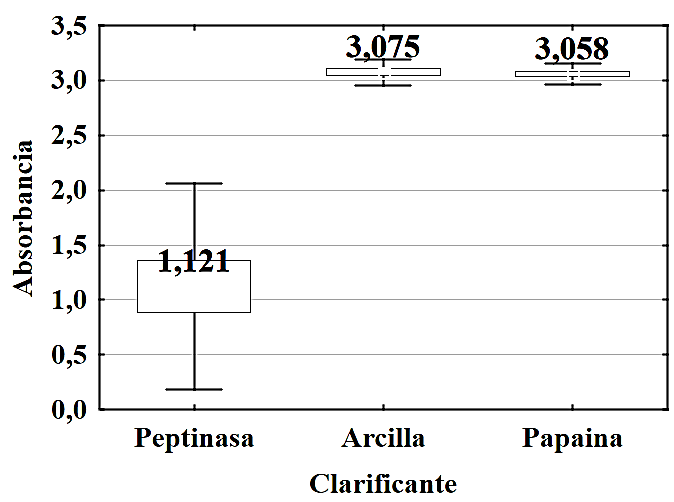 3,5
3,0
2,5
2,0
1,5
1,0
0,5
0,0
Absorbancia
3,075
3,058
1,121
Peptinasa
Arcilla
Papaina
Clarificante